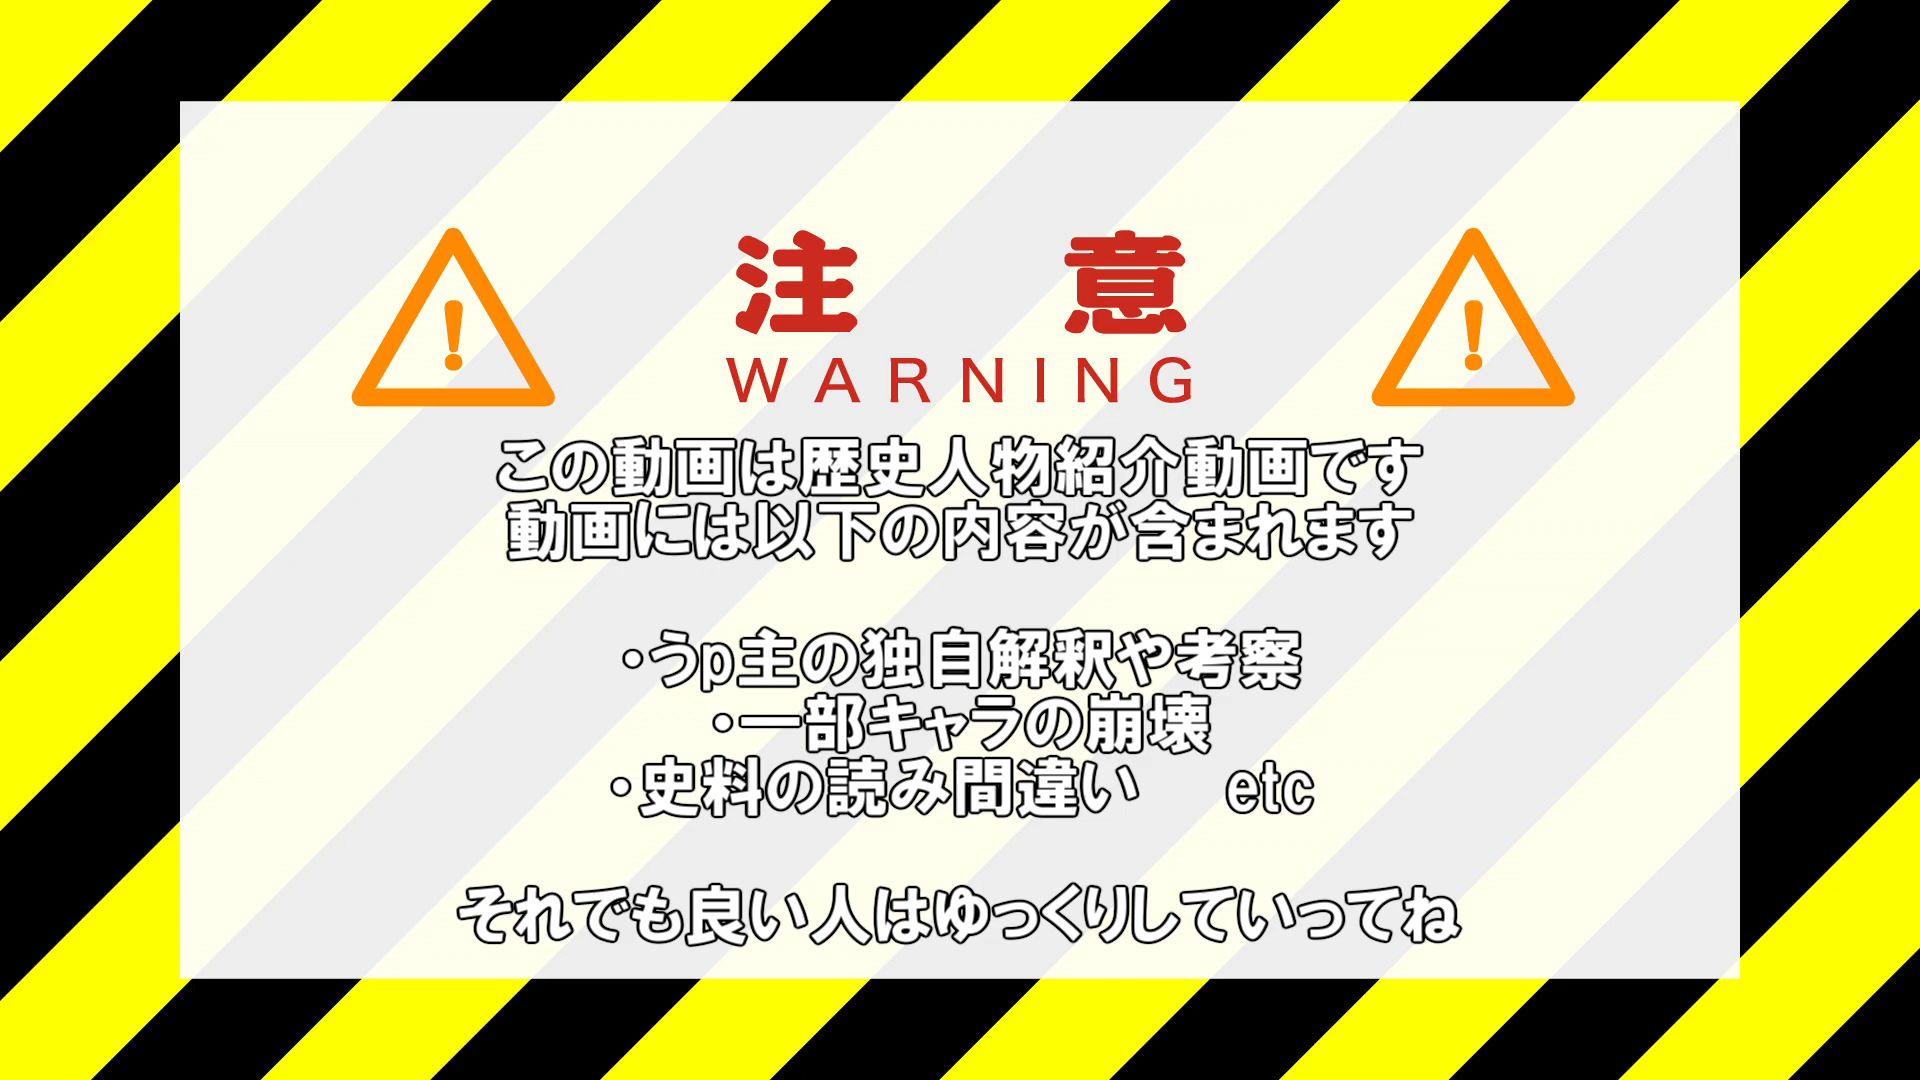 注　意
WARNING
この動画は歴史人物紹介動画です
動画には以下の内容が含まれます
・うp主の独自解釈や考察
・一部キャラの崩壊
・史料の読み間違い　etc
それでも良い人はゆっくりしていってね